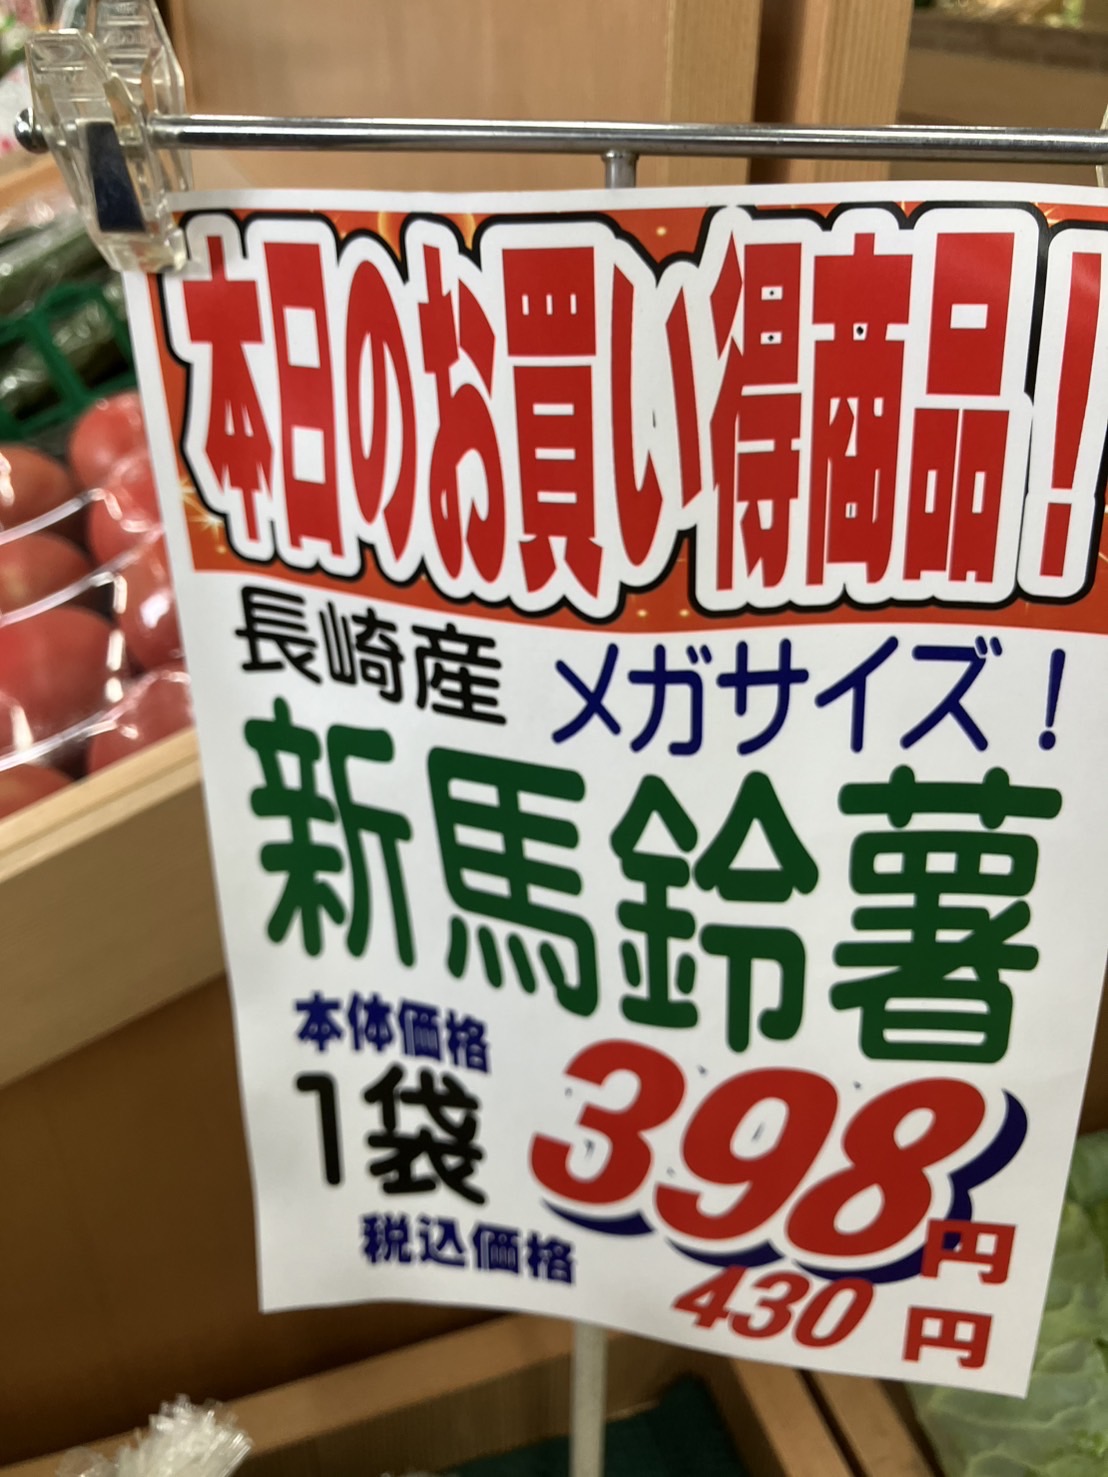 本日のお買い得商品!
長崎産 メガサイズ!
新馬鈴薯
本体価格
1袋 398円
税込価格 430円